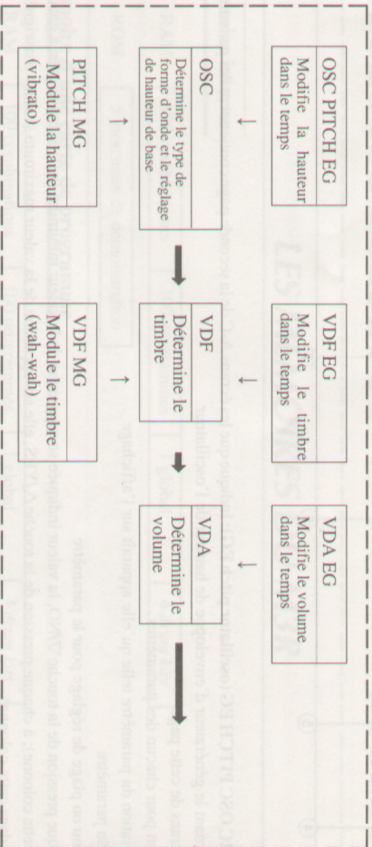 OSC PITCH EG
Modifie la hauteur
dans le temps
VDF EG
Modifie le timbre
dans le temps
VDA EG
Modifie le volume
dans le temps
OSC
Détermine le type de
forme d'onde et le réglage
de hauteur de base
VDF
Détermine le
timbre
VDA
Détermine le
volume
PITCH MG
Module la hauteur
(vibrato)
VDF MG
Module le timbre
(wah-wah)